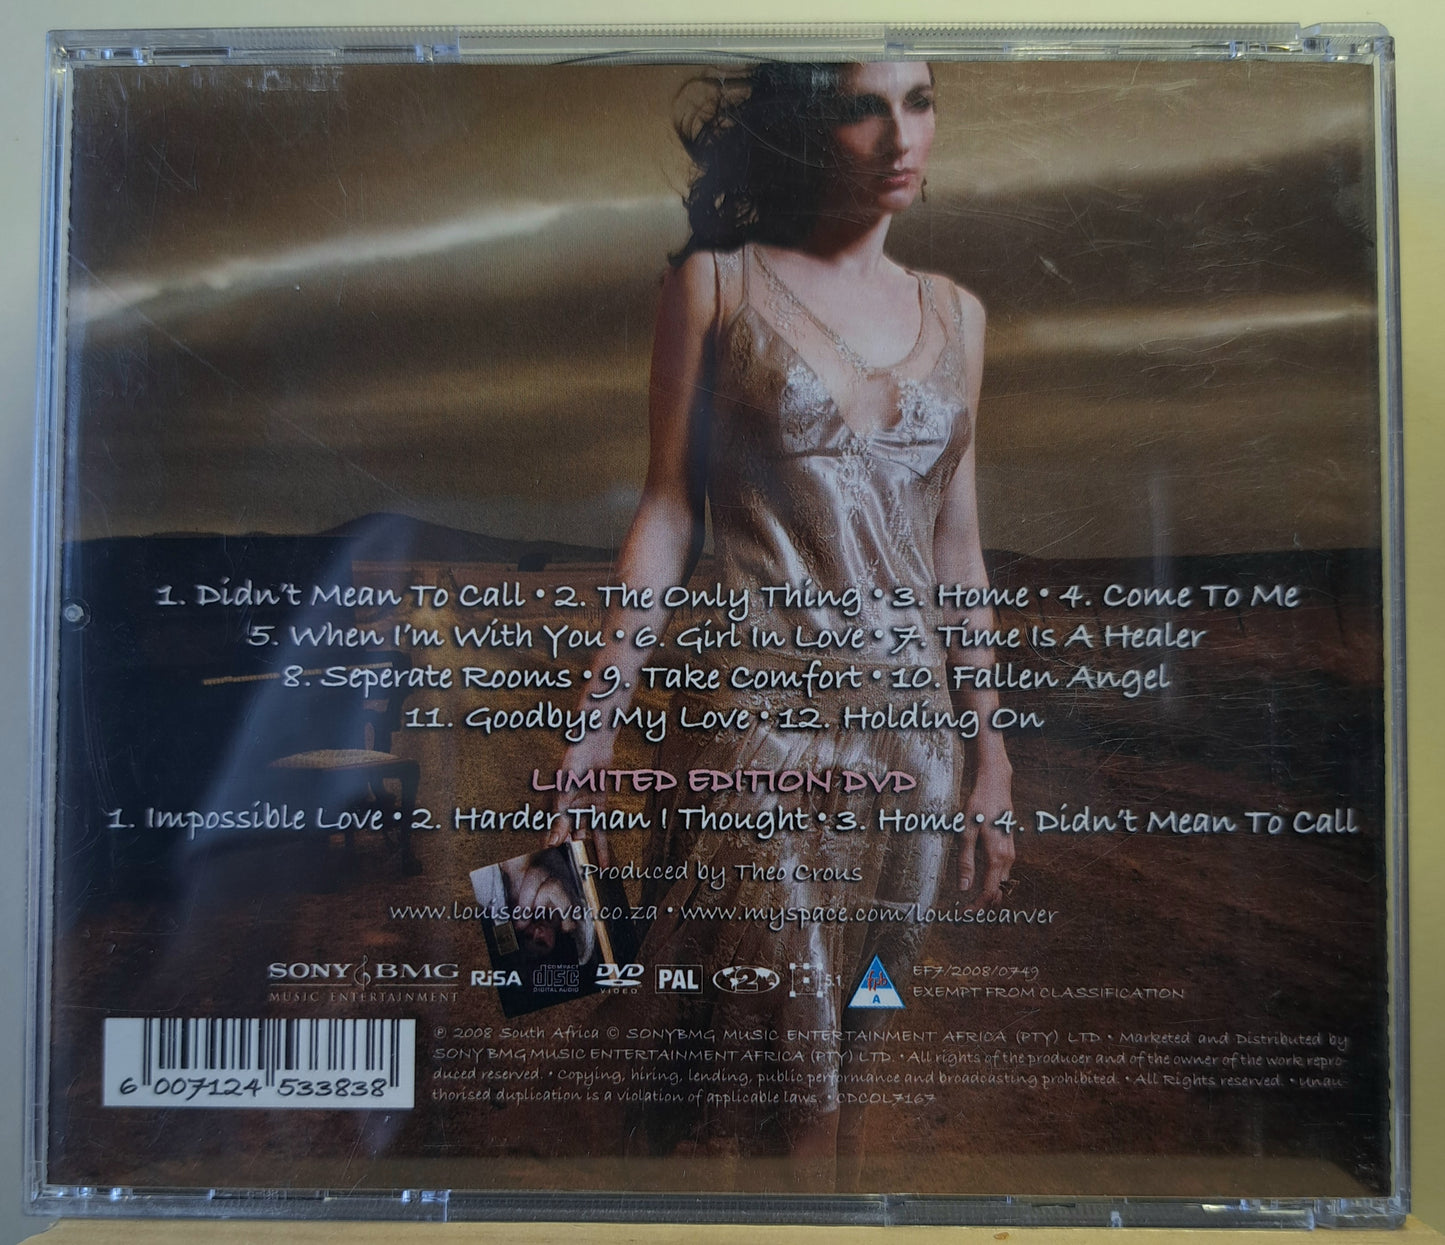 1. Didn't Mean To Call • 2. The Only Thing • 3. Home • 4. Come To Me
5. When I'm With You • 6. Girl In Love • 7. Time Is A Healer
8. Seperate Rooms • 9. Take Comfort • 10. Fallen Angel
11. Goodbye My Love • 12. Holding On
LIMITED EDITION DVD
1. Impossible Love • 2. Harder Than I Thought • 3. Home • 4. Didn't Mean To Call
Produced by Theo Crous
www.louisecarver.co.za • www.myspace.com/louisecarver
SONY BMG
MUSIC ENTERTAINMENT
RiSA
COMPACT
disc
DIGITAL AUDIO
DVD
VIDEO
PAL
2
5.1
fpb
A
EF7/2008/0749
EXEMPT FROM CLASSIFICATION
6 007124 533838
℗ 2008 South Africa © SONYBMG MUSIC ENTERTAINMENT AFRICA (PTY) LTD • Marketed and Distributed by
SONY BMG MUSIC ENTERTAINMENT AFRICA (PTY) LTD. • All rights of the producer and of the owner of the work repro-
duced reserved. • Copying, hiring, lending, public performance and broadcasting prohibited. • All Rights reserved. • unau-
thorised duplication is a violation of applicable laws. • CDCOL7167